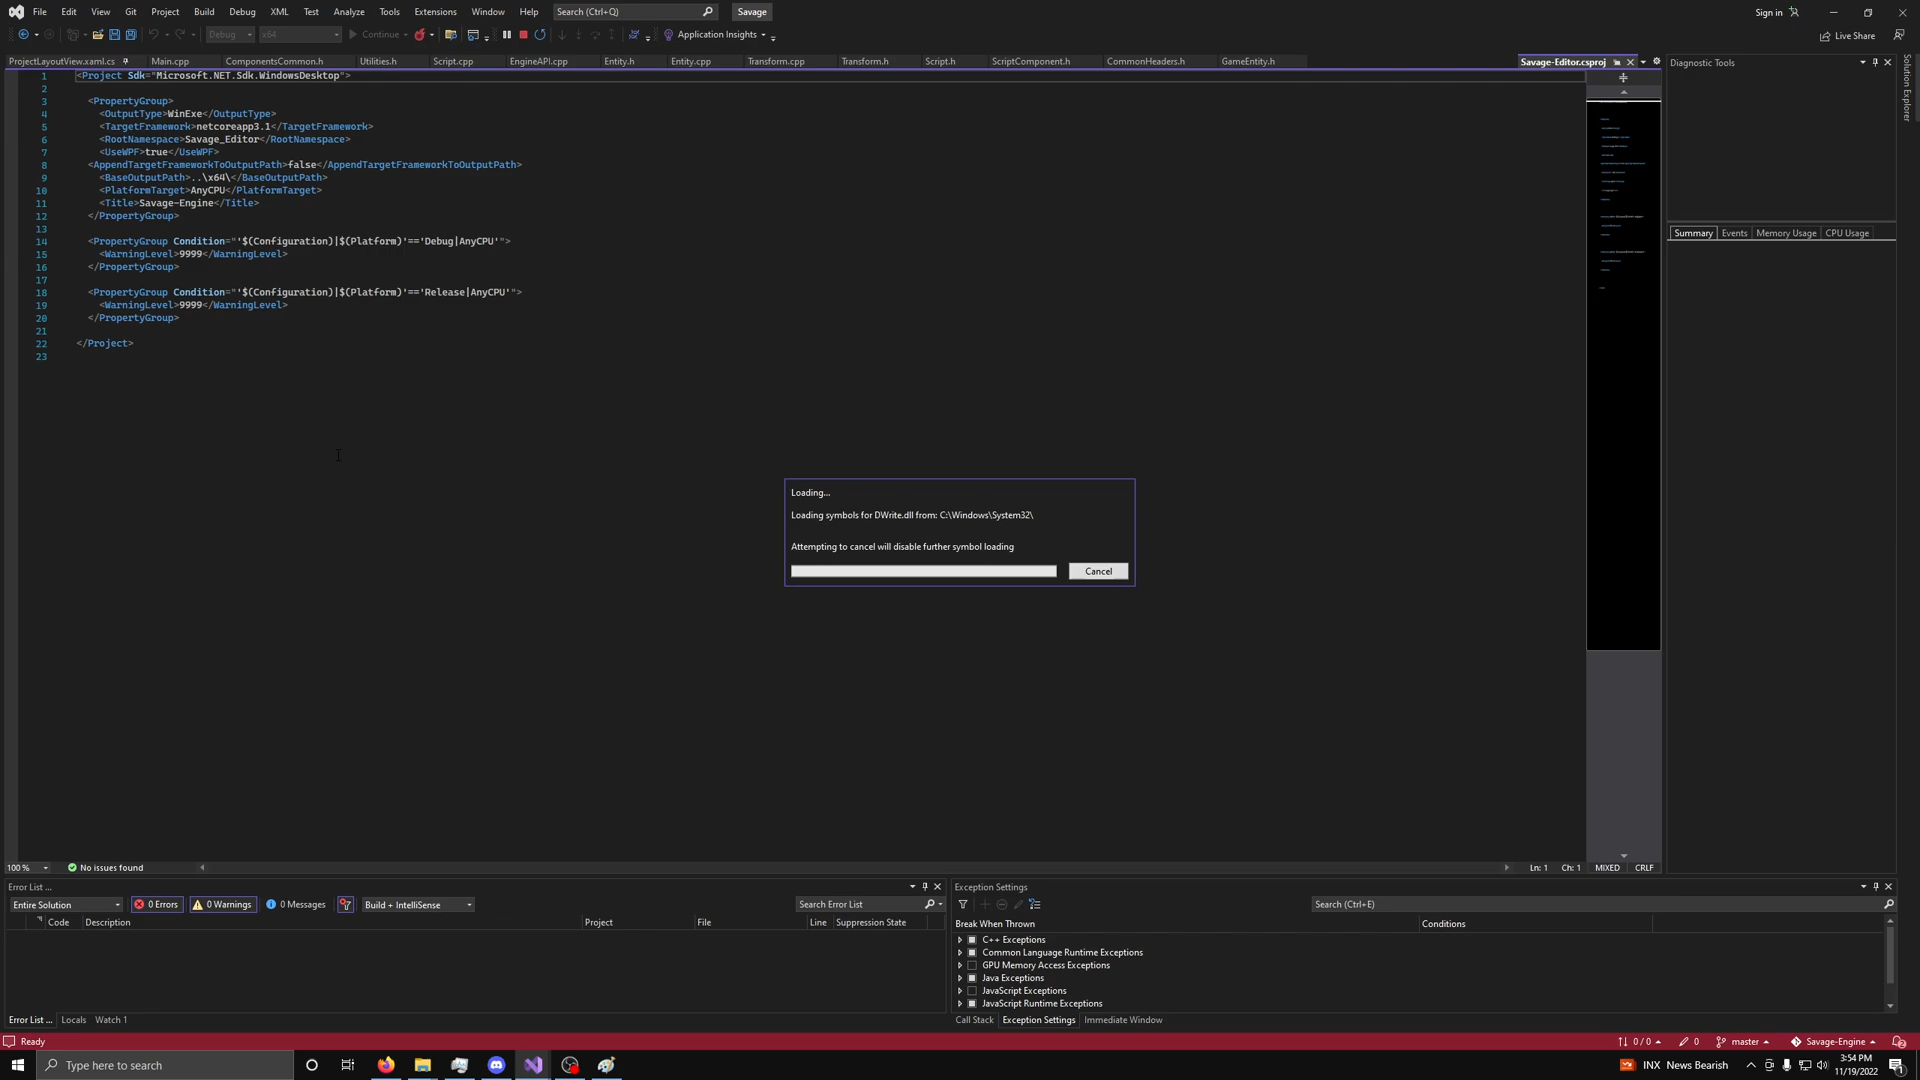 File Edit View Git Project Build Debug XML Test Analyze Tools Extensions Window Help Search (Ctrl+Q) Savage Sign in
Debug x64 Continue Application Insights Live Share
ProjectLayoutView.xaml.cs Main.cpp ComponentsCommon.h Utilities.h Script.cpp EngineAPI.cpp Entity.h Entity.cpp Transform.cpp Transform.h Script.h ScriptComponent.h CommonHeaders.h GameEntity.h Savage-Editor.csproj
1 <Project Sdk="Microsoft.NET.Sdk.WindowsDesktop">
2
3 <PropertyGroup>
4 <OutputType>WinExe</OutputType>
5 <TargetFramework>netcoreapp3.1</TargetFramework>
6 <RootNamespace>Savage_Editor</RootNamespace>
7 <UseWPF>true</UseWPF>
8 <AppendTargetFrameworkToOutputPath>false</AppendTargetFrameworkToOutputPath>
9 <BaseOutputPath>..\x64\</BaseOutputPath>
10 <PlatformTarget>AnyCPU</PlatformTarget>
11 <Title>Savage-Engine</Title>
12 </PropertyGroup>
13
14 <PropertyGroup Condition="'$(Configuration)|$(Platform)'=='Debug|AnyCPU'">
15 <WarningLevel>9999</WarningLevel>
16 </PropertyGroup>
17
18 <PropertyGroup Condition="'$(Configuration)|$(Platform)'=='Release|AnyCPU'">
19 <WarningLevel>9999</WarningLevel>
20 </PropertyGroup>
21
22 </Project>
23
Diagnostic Tools
Summary Events Memory Usage CPU Usage
Solution Explorer
Loading...
Loading symbols for DWrite.dll from: C:\Windows\System32\
Attempting to cancel will disable further symbol loading
Cancel
100 % No issues found Ln: 1 Ch: 1 MIXED CRLF
Error List ...
Entire Solution 0 Errors 0 Warnings 0 Messages Build + IntelliSense Search Error List
Code Description Project File Line Suppression State
Error List ... Locals Watch 1
Exception Settings
Search (Ctrl+E)
Break When Thrown Conditions
C++ Exceptions
Common Language Runtime Exceptions
GPU Memory Access Exceptions
Java Exceptions
JavaScript Exceptions
JavaScript Runtime Exceptions
Call Stack Exception Settings Immediate Window
Ready 0 / 0 0 master Savage-Engine 2
Type here to search INX News Bearish 3:54 PM
11/19/2022 1